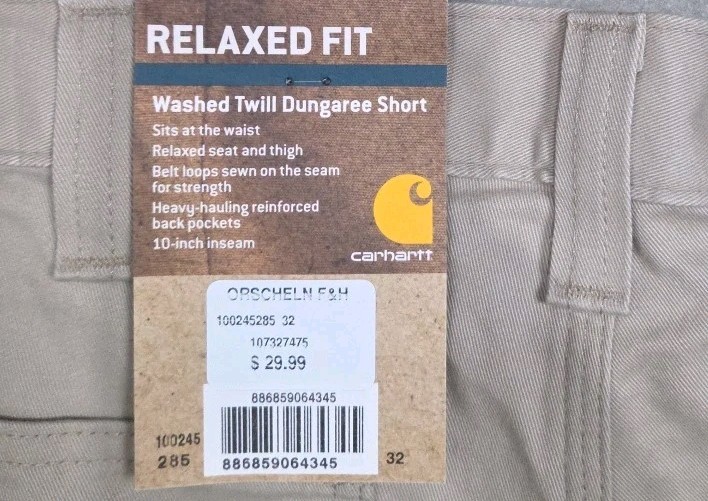 RELAXED FIT
Washed Twill Dungaree Short
Sits at the waist
Relaxed seat and thigh
Belt loops sewn on the seam
for strength
Heavy-hauling reinforced
back pockets
10-inch inseam
carhartt
ORSCHELN F&H
100245285 32
107327475
$ 29.99
886859064345
100245
285
886859064345
32